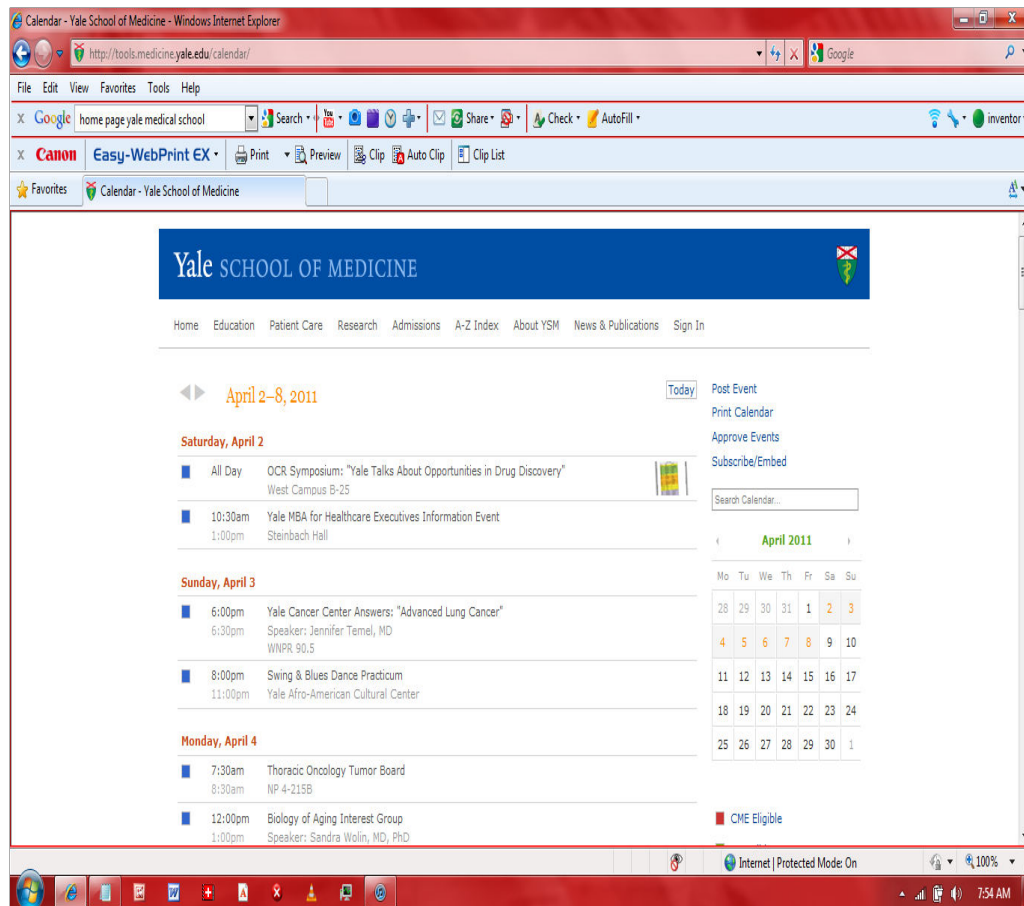 Calendar - Yale School of Medicine - Windows Internet Explorer
http://tools.medicine.yale.edu/calendar/
Google
File Edit View Favorites Tools Help
X Google home page yale medical school Search You Tube Share Check AutoFill inventor
x Canon Easy-WebPrint EX Print Preview Clip Auto Clip Clip List
Favorites Calendar - Yale School of Medicine
Yale SCHOOL OF MEDICINE
Home Education Patient Care Research Admissions A-Z Index About YSM News & Publications Sign In
April 2–8, 2011 Today
Saturday, April 2
All Day OCR Symposium: "Yale Talks About Opportunities in Drug Discovery"
West Campus B-25
10:30am Yale MBA for Healthcare Executives Information Event
1:00pm Steinbach Hall
Sunday, April 3
6:00pm Yale Cancer Center Answers: "Advanced Lung Cancer"
6:30pm Speaker: Jennifer Temel, MD
WNPR 90.5
8:00pm Swing & Blues Dance Practicum
11:00pm Yale Afro-American Cultural Center
Monday, April 4
7:30am Thoracic Oncology Tumor Board
8:30am NP 4-215B
12:00pm Biology of Aging Interest Group
1:00pm Speaker: Sandra Wolin, MD, PhD
Post Event
Print Calendar
Approve Events
Subscribe/Embed
Search Calendar...
April 2011
Mo Tu We Th Fr Sa Su
28 29 30 31 1 2 3
4 5 6 7 8 9 10
11 12 13 14 15 16 17
18 19 20 21 22 23 24
25 26 27 28 29 30 1
CME Eligible
Internet | Protected Mode: On 100%
7:54 AM